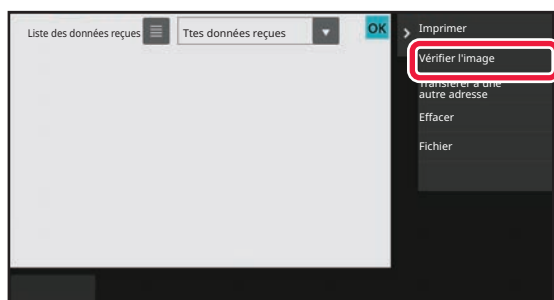 Liste des données reçues
Ttes données reçues
OK
Imprimer
Vérifier l'image
Transférer à une
autre adresse
Effacer
Fichier